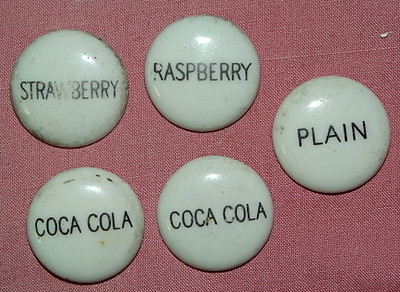 STRAWBERRY
RASPBERRY
PLAIN
COCA COLA
COCA COLA